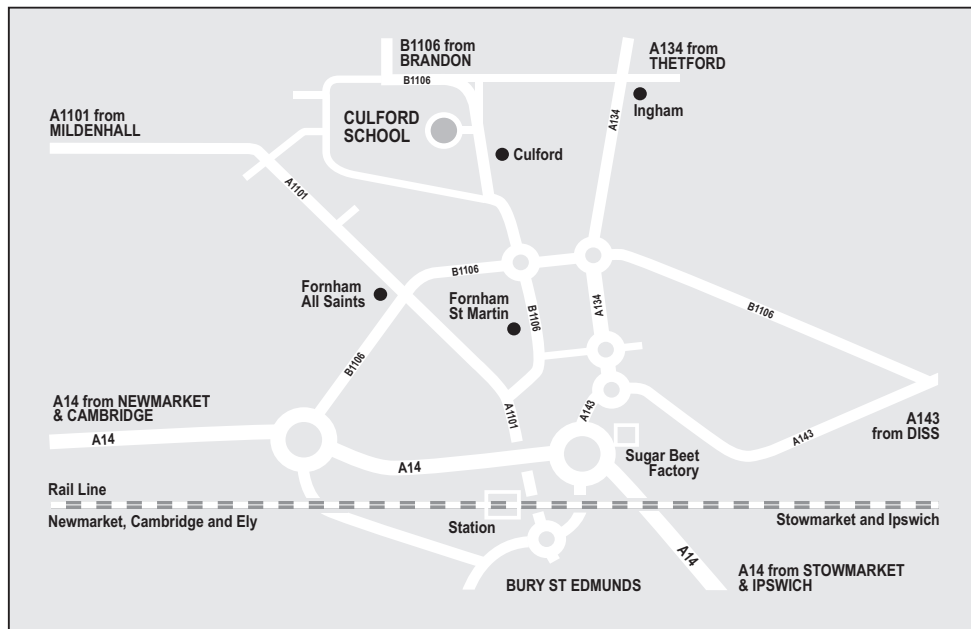 B1106 from
BRANDON
A134 from
THETFORD
B1106
Ingham
A1101 from
MILDENHALL
CULFORD
SCHOOL
A134
Culford
A1101
B1106
Fornham
All Saints
Fornham
St Martin
B1106
A134
B1106
B1106
A14 from NEWMARKET
& CAMBRIDGE
A14
A1101
A143
A143
from DISS
A143
A14
Sugar Beet
Factory
Rail Line
Newmarket, Cambridge and Ely
Station
Stowmarket and Ipswich
A14
A14 from STOWMARKET
& IPSWICH
BURY ST EDMUNDS